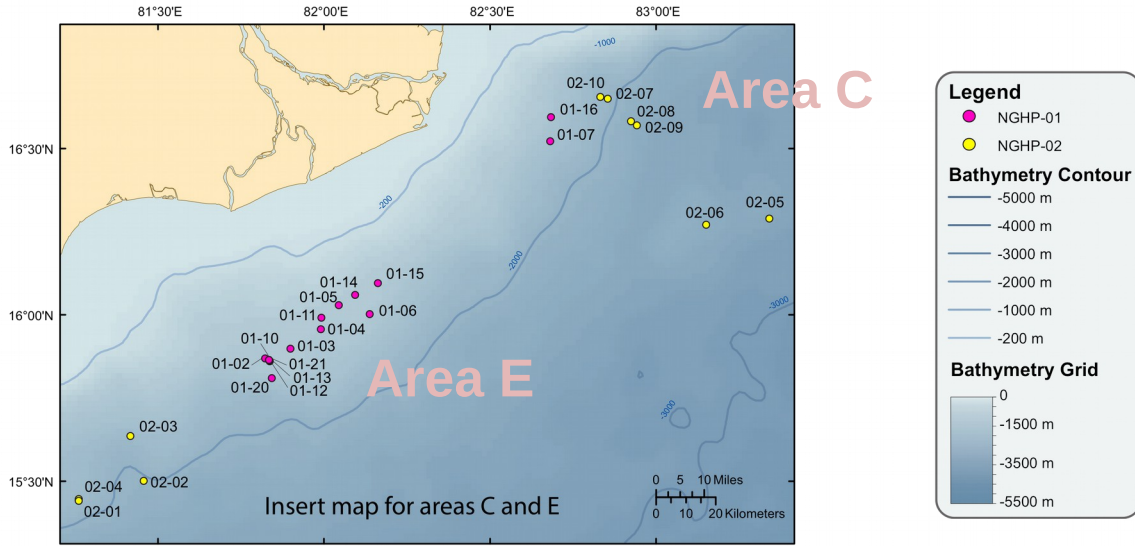 81°30'E 82°00'E 82°30'E 83°00'E
-1000
Area C
02-10 02-07
01-16 02-08
01-07 02-09
16°30'N
-200
02-05
02-06
-2000
01-14 01-15
01-05
-3000
16°00'N
01-11 01-06
01-04
01-10
01-03
01-02 01-21
01-13
01-20 01-12
Area E
-3000
02-03
15°30'N
02-04 02-02
02-01
Insert map for areas C and E
0 5 10 Miles
0 10 20 Kilometers
Legend
NGHP-01
NGHP-02
Bathymetry Contour
-5000 m
-4000 m
-3000 m
-2000 m
-1000 m
-200 m
Bathymetry Grid
0
-1500 m
-3500 m
-5500 m